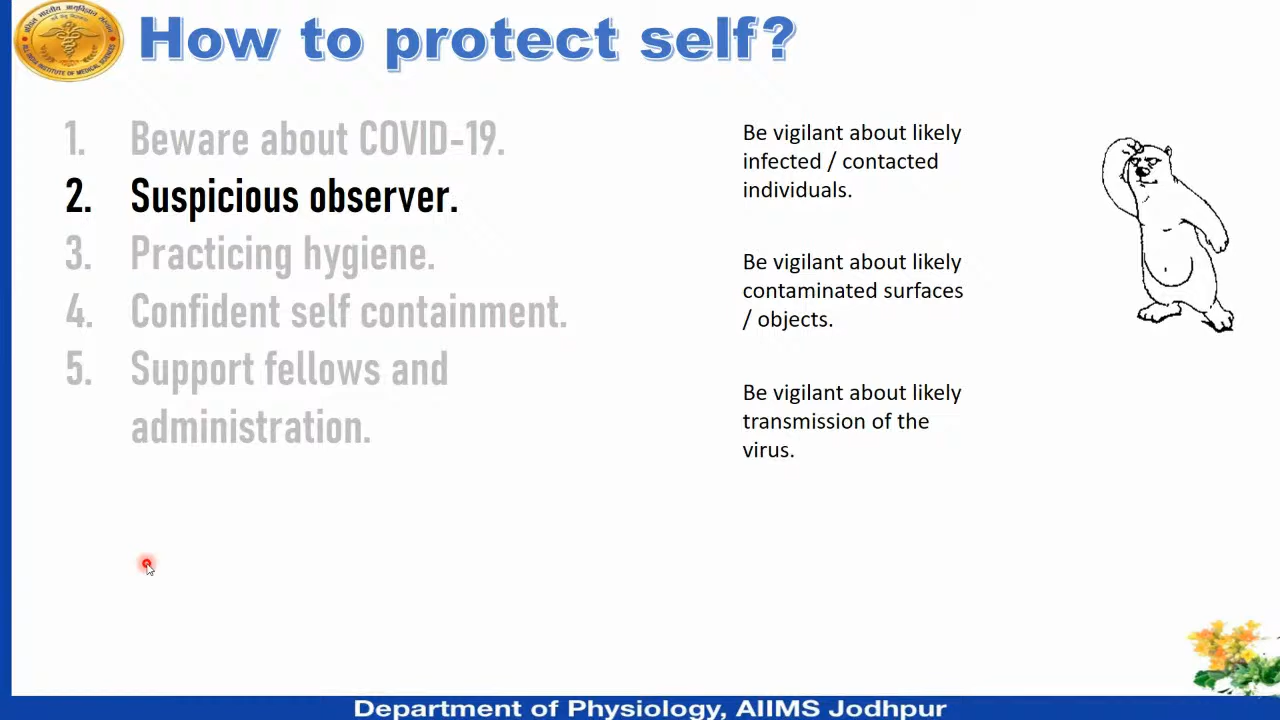 How to protect self?
1. Beware about COVID-19.
2. Suspicious observer.
3. Practicing hygiene.
4. Confident self containment.
5. Support fellows and
administration.
Be vigilant about likely
infected / contacted
individuals.
Be vigilant about likely
contaminated surfaces
/ objects.
Be vigilant about likely
transmission of the
virus.
Department of Physiology, AIIMS Jodhpur